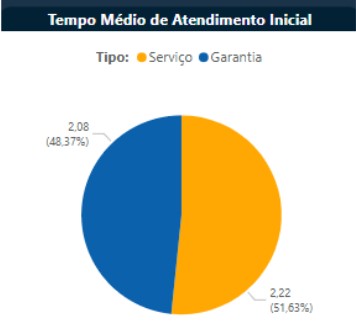 Tempo Médio de Atendimento Inicial
Tipo: Serviço Garantia
2,08
(48,37%)
2,22
(51,63%)